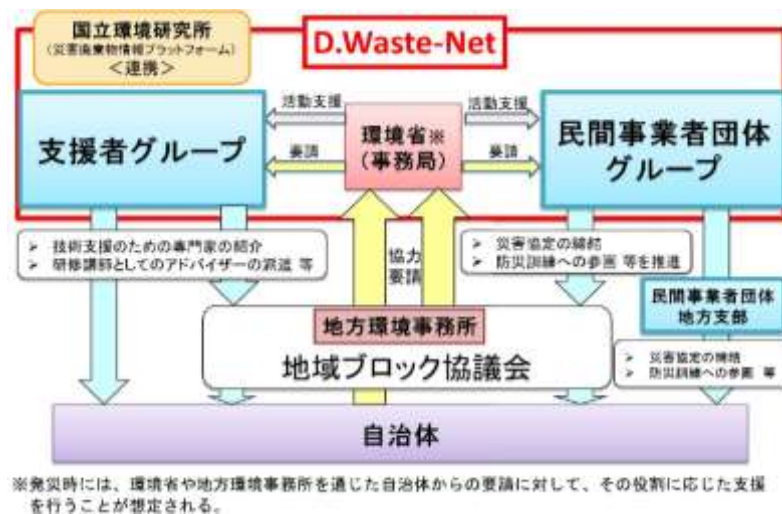 国立環境研究所
(災害廃棄物情報プラットフォーム)
＜連携＞
D.Waste-Net
支援者グループ
活動支援
要請
環境省※
(事務局)
活動支援
要請
民間事業者団体
グループ
➢ 技術支援のための専門家の紹介
➢ 研修講師としてのアドバイザーの派遣 等
協力
要請
➢ 災害協定の締結
➢ 防災訓練への参画 等を推進
地方環境事務所
地域ブロック協議会
民間事業者団体
地方支部
➢ 災害協定の締結
➢ 防災訓練への参画 等
自治体
※発災時には、環境省や地方環境事務所を通じた自治体からの要請に対して、その役割に応じた支援
を行うことが想定される。